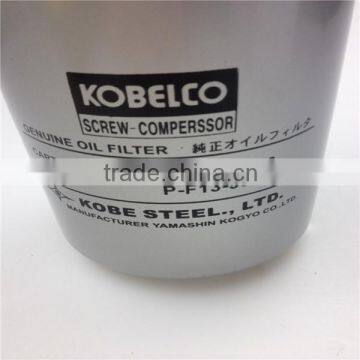 KOBELCO
SCREW-COMPERSSOR
GENUINE OIL FILTER 純正オイルフィルタ
trade.china.com
KOBE STEEL., LTD.
MANUFACTURER YAMASHIN KOGYO CO.,LTD.